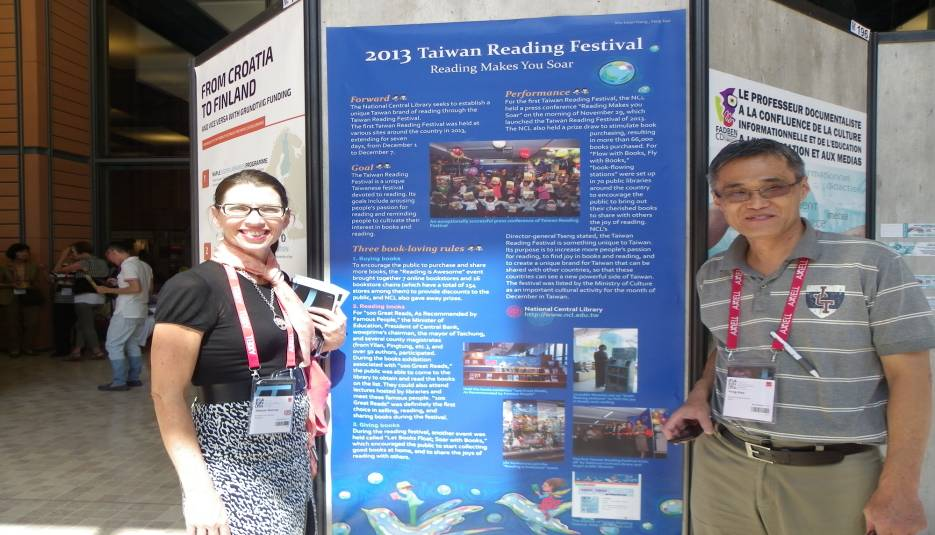 2013 Taiwan Reading Festival
Reading Makes You Soar
Forward
The National Central Library seeks to establish a
unique Taiwan brand of reading through the
Taiwan Reading Festival.
The first Taiwan Reading Festival was held at
various sites around the country in 2013,
extending for seven
days, from December 1
to December 7.
Goal
The Taiwan Reading
Festival is a unique
Taiwanese festival
devoted to reading. Its
goals include arousing
people's passion for
reading and reminding
people to cultivate their
interest in books and
reading.
Three book-loving rules
1. Buying books
To encourage the public to purchase and share
more books, the "Reading is Awesome" event
brought together 7 online bookstores and 16
bookstore chains (which have a total of 254
stores among them) to provide discounts to the
public, and NCL also gave away prizes.
2. Reading books
For "100 Great Reads, As Recommended by
Famous People," the Minister of
Education, President of Central Bank,
wowprime's chairman, the mayor of Taichung,
and several county magistrates
(from Yilan, Pingtung, etc.), and
over 50 authors, participated.
During the books exhibition
associated with "100 Great Reads,"
the public was able to come to the
library to obtain and read the books
on the list. They could also attend
lectures hosted by libraries and
meet these famous people. "100
Great Reads" was definitely the first
choice in selling, reading, and
sharing books during the festival.
3. Giving books
During the reading festival, another event was
held called "Let Books Float; Soar with Books,"
which encouraged the public to start collecting
good books at home, and to share the joys of
reading with others.
Performance
For the first Taiwan Reading Festival, the NCL
held a press conference "Reading Makes you
Soar" on the morning of November 29, which
launched the Taiwan Reading Festival of 2013.
The NCL also held a prize draw to stimulate book
purchasing, resulting
in more than 66,000
books purchased. For
"Flow with Books, Fly
with Books,"
"book-flowing
stations" were set up
in 70 public libraries
around the country
to encourage the
public to bring out
their cherished books
to share with others
the joy of reading.
NCL's
An exceptionally successful press conference of Taiwan Reading
Festival
Director-general Tseng stated, the Taiwan
Reading Festival is something unique to Taiwan.
Its purpose is to increase more people's passion
for reading, to find joy in books and reading, and
to create a unique brand for Taiwan that can be
shared with other countries, so that these
countries can see a new powerful side of Taiwan.
The festival was listed by the Ministry of Culture
as an important cultural activity for the month of
December in Taiwan.
National Central Library
http://www.ncl.edu.tw
FROM CROATIA
TO FINLAND
AND VICE VERSA WITH GRUNDTVIG FUNDING
PROGRAMME
196
LE PROFESSEUR DOCUMENTALISTE
A LA CONFLUENCE DE LA CULTURE
INFORMATIONNELLE ET DE L'EDUCATION
ET AUX MEDIAS
FADBEN
AXIELL
AXIELL